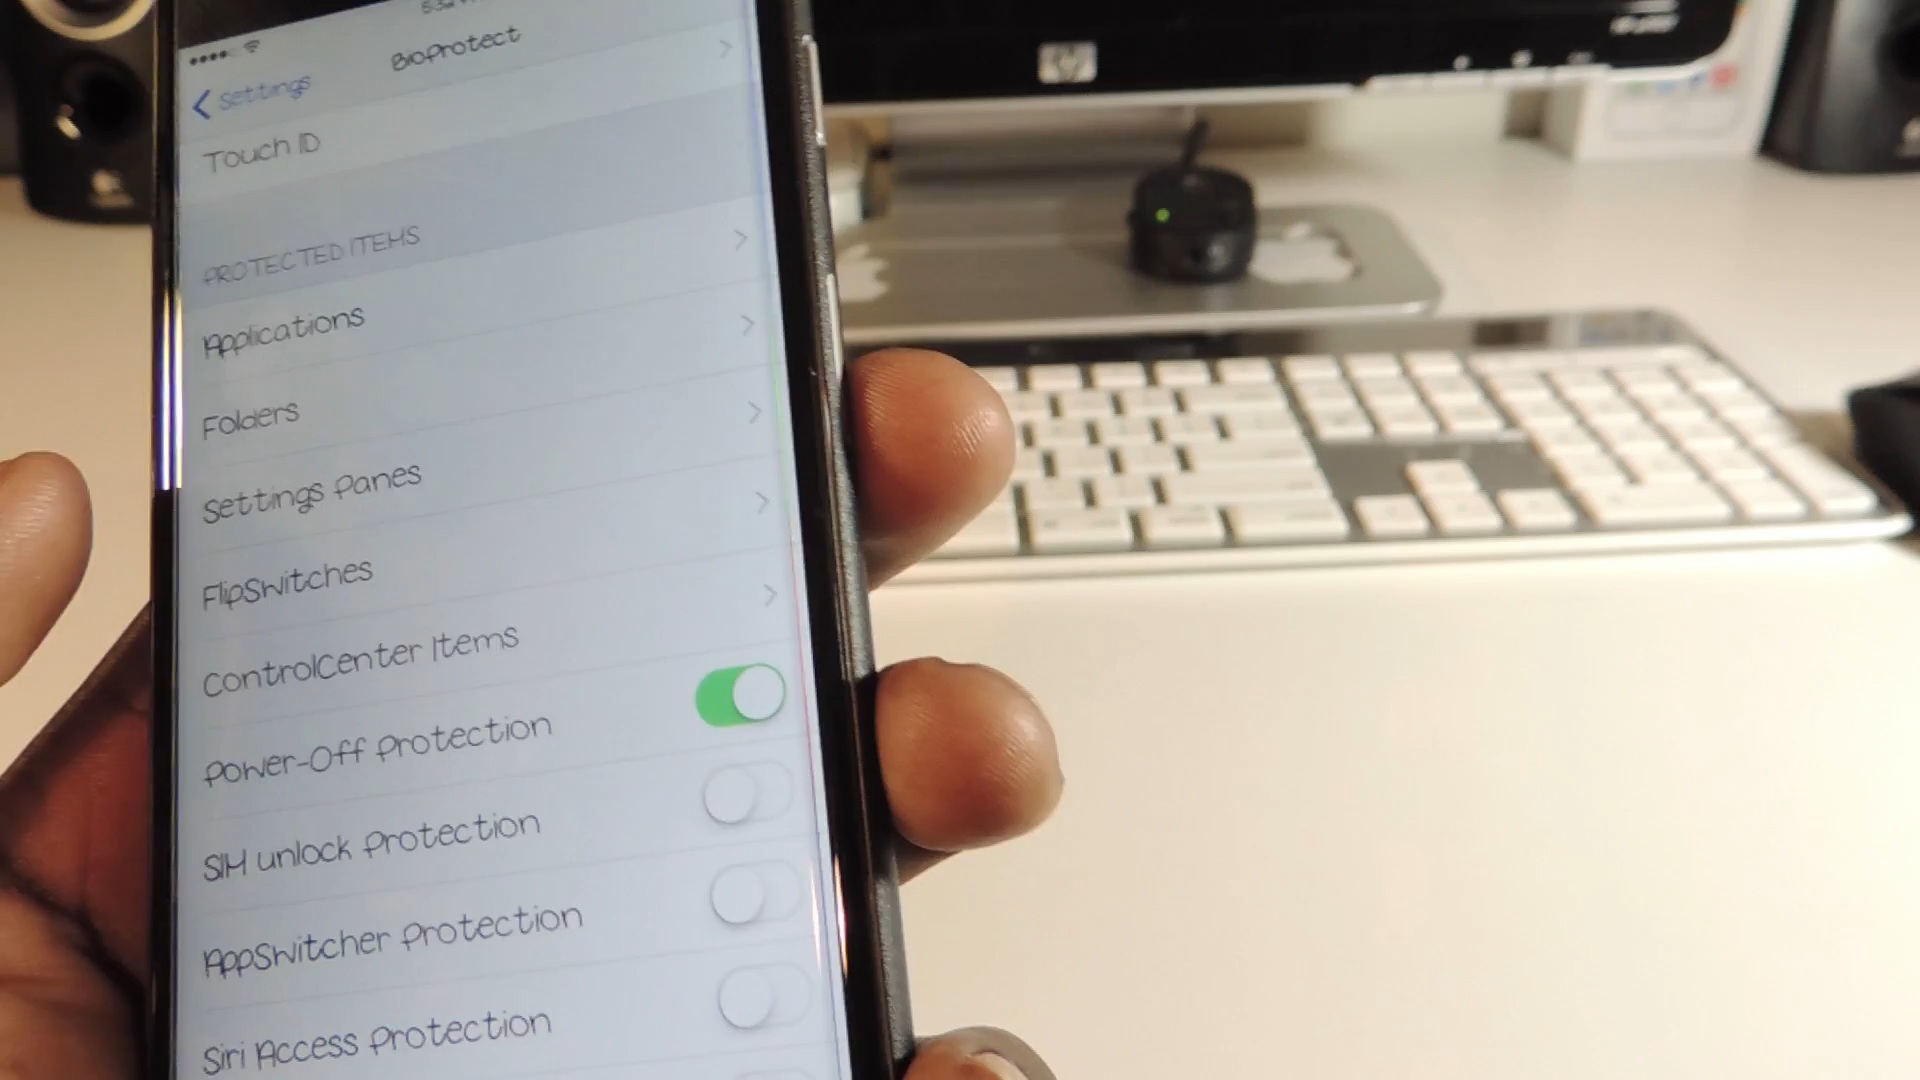 BioProtect
Settings
Touch ID
PROTECTED ITEMS
Applications
Folders
Settings Panes
FlipSwitches
ControlCenter Items
Power-Off Protection
SIM Unlock Protection
AppSwitcher Protection
Siri Access Protection
hp